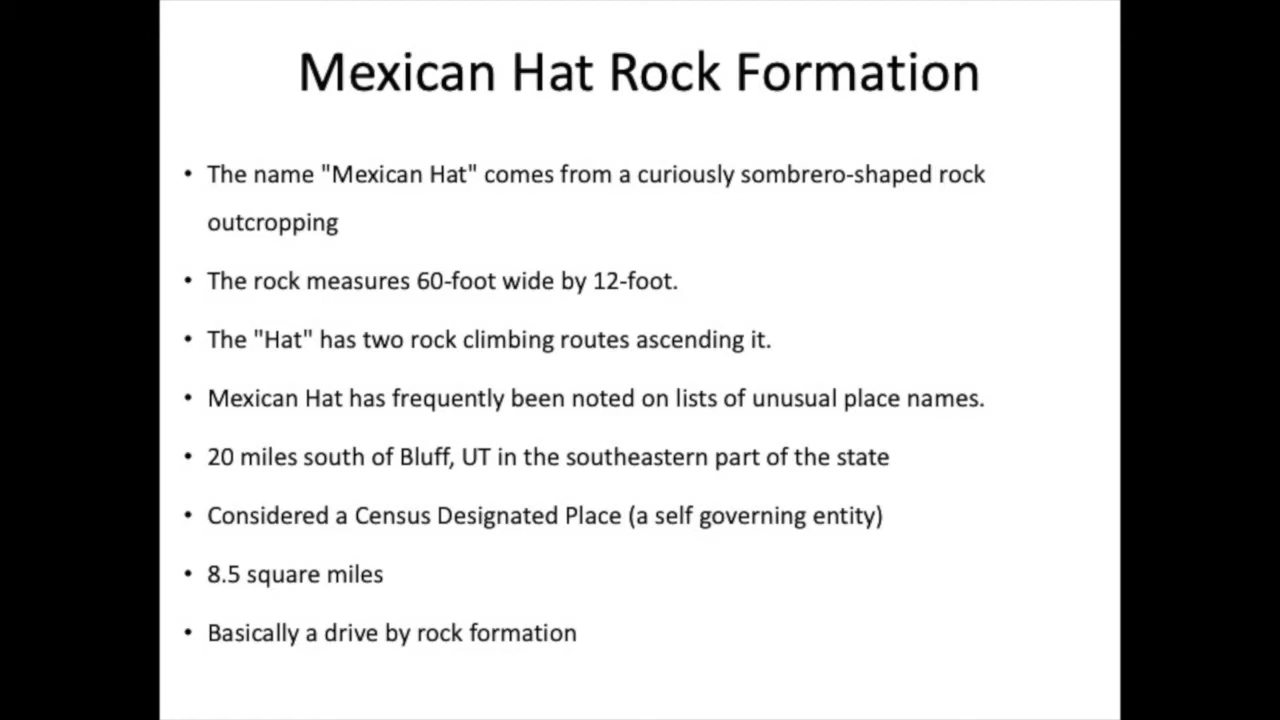 Mexican Hat Rock Formation
• The name "Mexican Hat" comes from a curiously sombrero-shaped rock
outcropping
• The rock measures 60-foot wide by 12-foot.
• The "Hat" has two rock climbing routes ascending it.
• Mexican Hat has frequently been noted on lists of unusual place names.
• 20 miles south of Bluff, UT in the southeastern part of the state
• Considered a Census Designated Place (a self governing entity)
• 8.5 square miles
• Basically a drive by rock formation